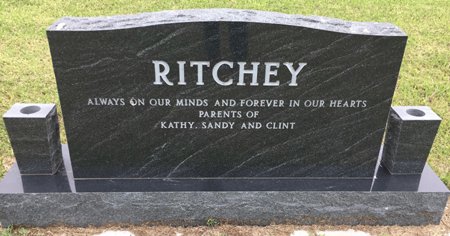 RITCHEY
ALWAYS ON OUR MINDS AND FOREVER IN OUR HEARTS
PARENTS OF
KATHY, SANDY AND CLINT